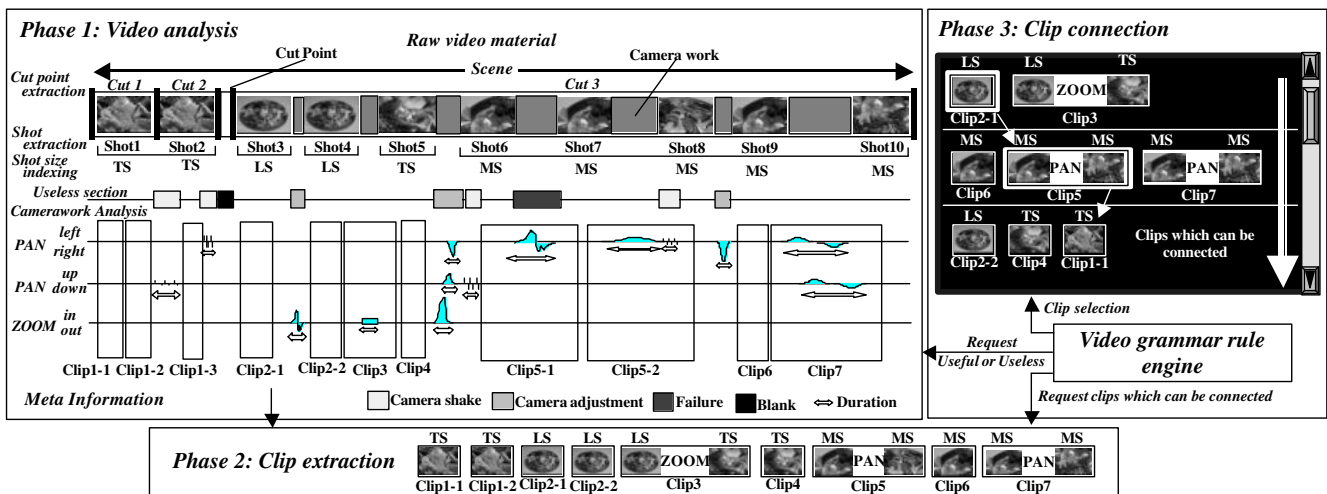 Phase 1: Video analysis
Raw video material
Cut Point
Camera work
Cut point
extraction
Scene
Cut 1 Cut 2 Cut 3
Shot
extraction
Shot1 Shot2 Shot3 Shot4 Shot5 Shot6 Shot7 Shot8 Shot9 Shot10
Shot size
indexing
TS TS LS LS TS MS MS MS MS MS
Useless section
Camerawork Analysis
PAN left
right
PAN up
down
ZOOM in
out
Clip1-1 Clip1-2 Clip1-3 Clip2-1 Clip2-2 Clip3 Clip4 Clip5-1 Clip5-2 Clip6 Clip7
Meta Information
Camera shake Camera adjustment Failure Blank Duration
Phase 3: Clip connection
LS LS TS
ZOOM
Clip2-1 Clip3
MS MS MS MS MS
PAN PAN
Clip6 Clip5 Clip7
LS TS TS
Clip2-2 Clip4 Clip1-1
Clips which can be
connected
Clip selection
Request
Useful or Useless
Video grammar rule
engine
Request clips which can be connected
Phase 2: Clip extraction
TS TS LS LS LS TS TS MS MS MS MS MS
ZOOM PAN PAN
Clip1-1 Clip1-2 Clip2-1 Clip2-2 Clip3 Clip4 Clip5 Clip6 Clip7